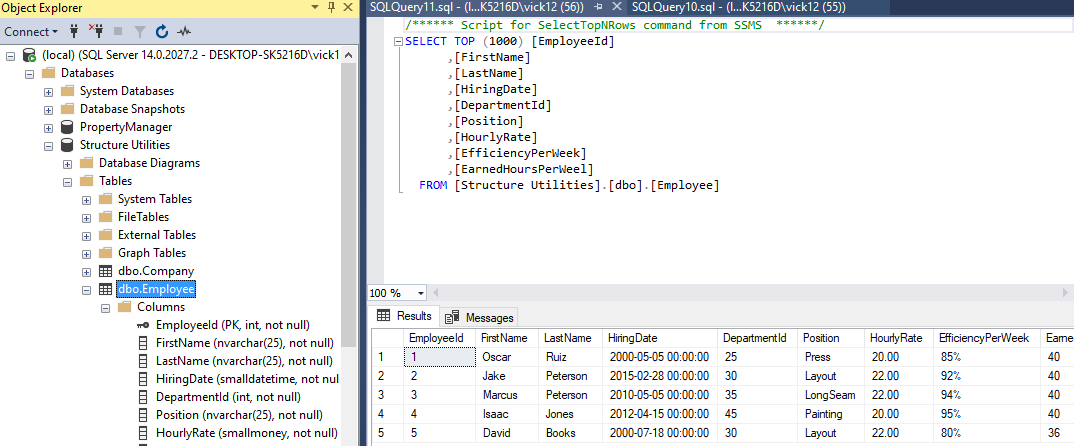 Object Explorer
Connect
(local) (SQL Server 14.0.2027.2 - DESKTOP-SK5216D\vick1
Databases
System Databases
Database Snapshots
PropertyManager
Structure Utilities
Database Diagrams
Tables
System Tables
FileTables
External Tables
Graph Tables
dbo.Company
dbo.Employee
Columns
EmployeeId (PK, int, not null)
FirstName (nvarchar(25), not null)
LastName (nvarchar(25), not null)
HiringDate (smalldatetime, not nul
DepartmentId (int, not null)
Position (nvarchar(25), not null)
HourlyRate (smallmoney, not null)
SQLQuery11.sql - (l...K5216D\vick12 (56)) SQLQuery10.sql - (l...K5216D\vick12 (55))
/****** Script for SelectTopNRows command from SSMS ******/
SELECT TOP (1000) [EmployeeId]
,[FirstName]
,[LastName]
,[HiringDate]
,[DepartmentId]
,[Position]
,[HourlyRate]
,[EfficiencyPerWeek]
,[EarnedHoursPerWeel]
FROM [Structure Utilities].[dbo].[Employee]
100 %
Results Messages
EmployeeId FirstName LastName HiringDate DepartmentId Position HourlyRate EfficiencyPerWeek Earne
1 1 Oscar Ruiz 2000-05-05 00:00:00 25 Press 20.00 85% 40
2 2 Jake Peterson 2015-02-28 00:00:00 30 Layout 22.00 92% 40
3 3 Marcus Peterson 2010-05-05 00:00:00 35 LongSeam 22.00 94% 40
4 4 Isaac Jones 2012-04-15 00:00:00 45 Painting 20.00 95% 40
5 5 David Books 2000-07-18 00:00:00 30 Layout 22.00 80% 36